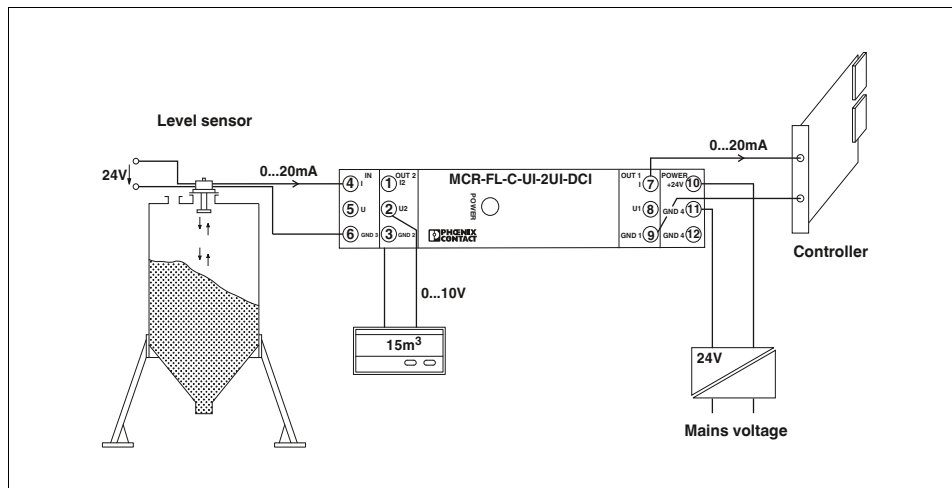 Level sensor
24V
0...20mA
IN
4 I
5 U
6 GND 3
OUT 2
1 I2
2 U2
3 GND 2
MCR-FL-C-UI-2UI-DCI
POWER
PHŒNIX
CONTACT
OUT 1
I 7
U1 8
GND 1 9
POWER
+24V 10
GND 4 11
GND 4 12
0...20mA
Controller
0...10V
15m³
24V
Mains voltage